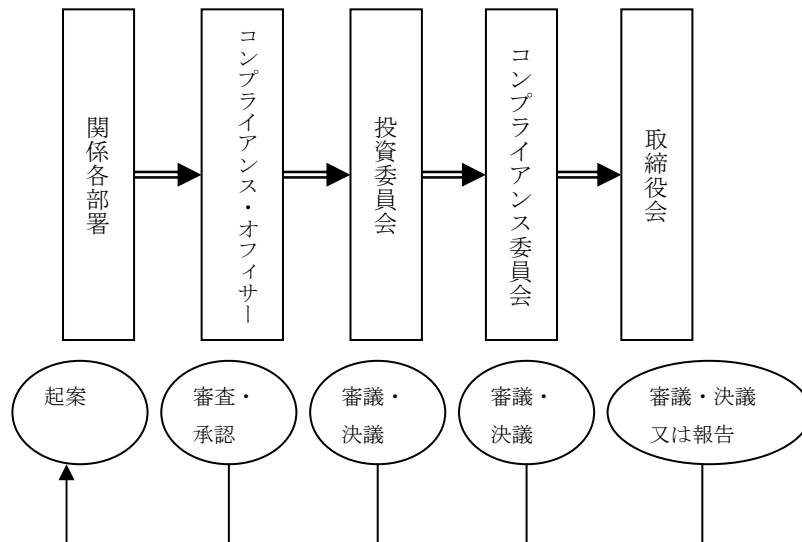 関係各部署
コンプライアンス・オフィサー
投資委員会
コンプライアンス委員会
取締役会
起案
審査・
承認
審議・
決議
審議・
決議
審議・決議
又は報告